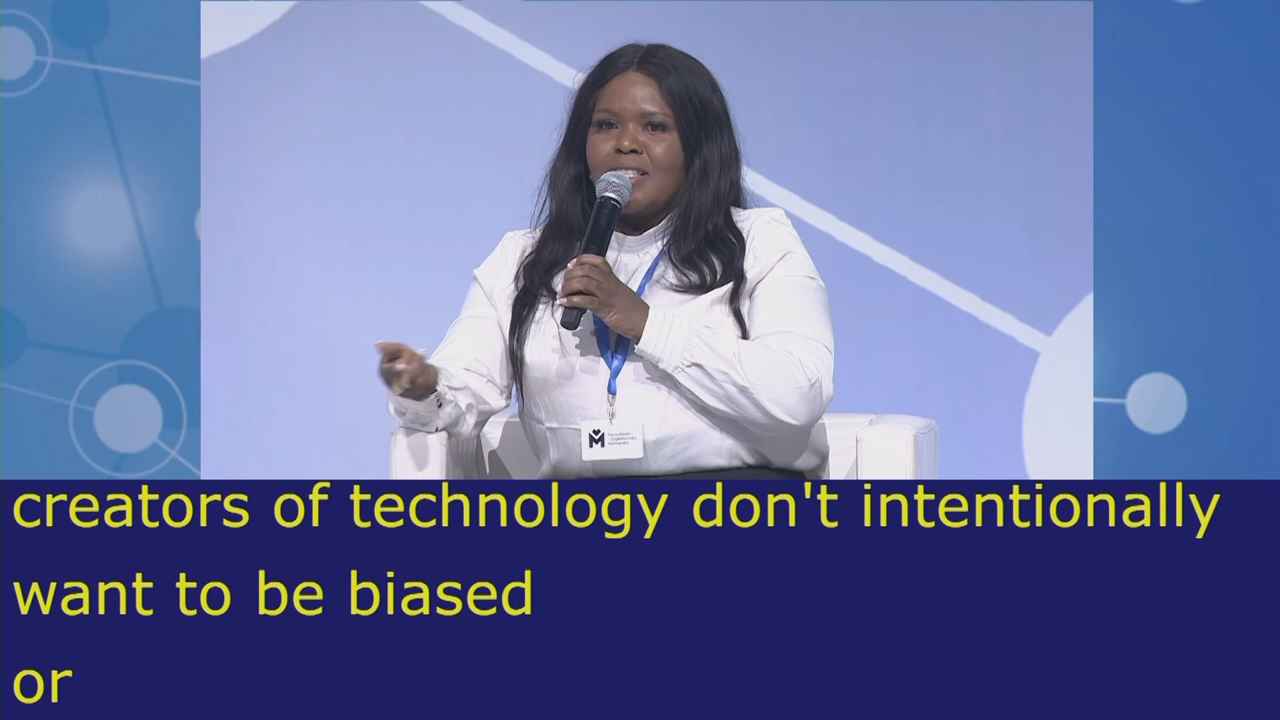 M
creators of technology don't intentionally
want to be biased
or